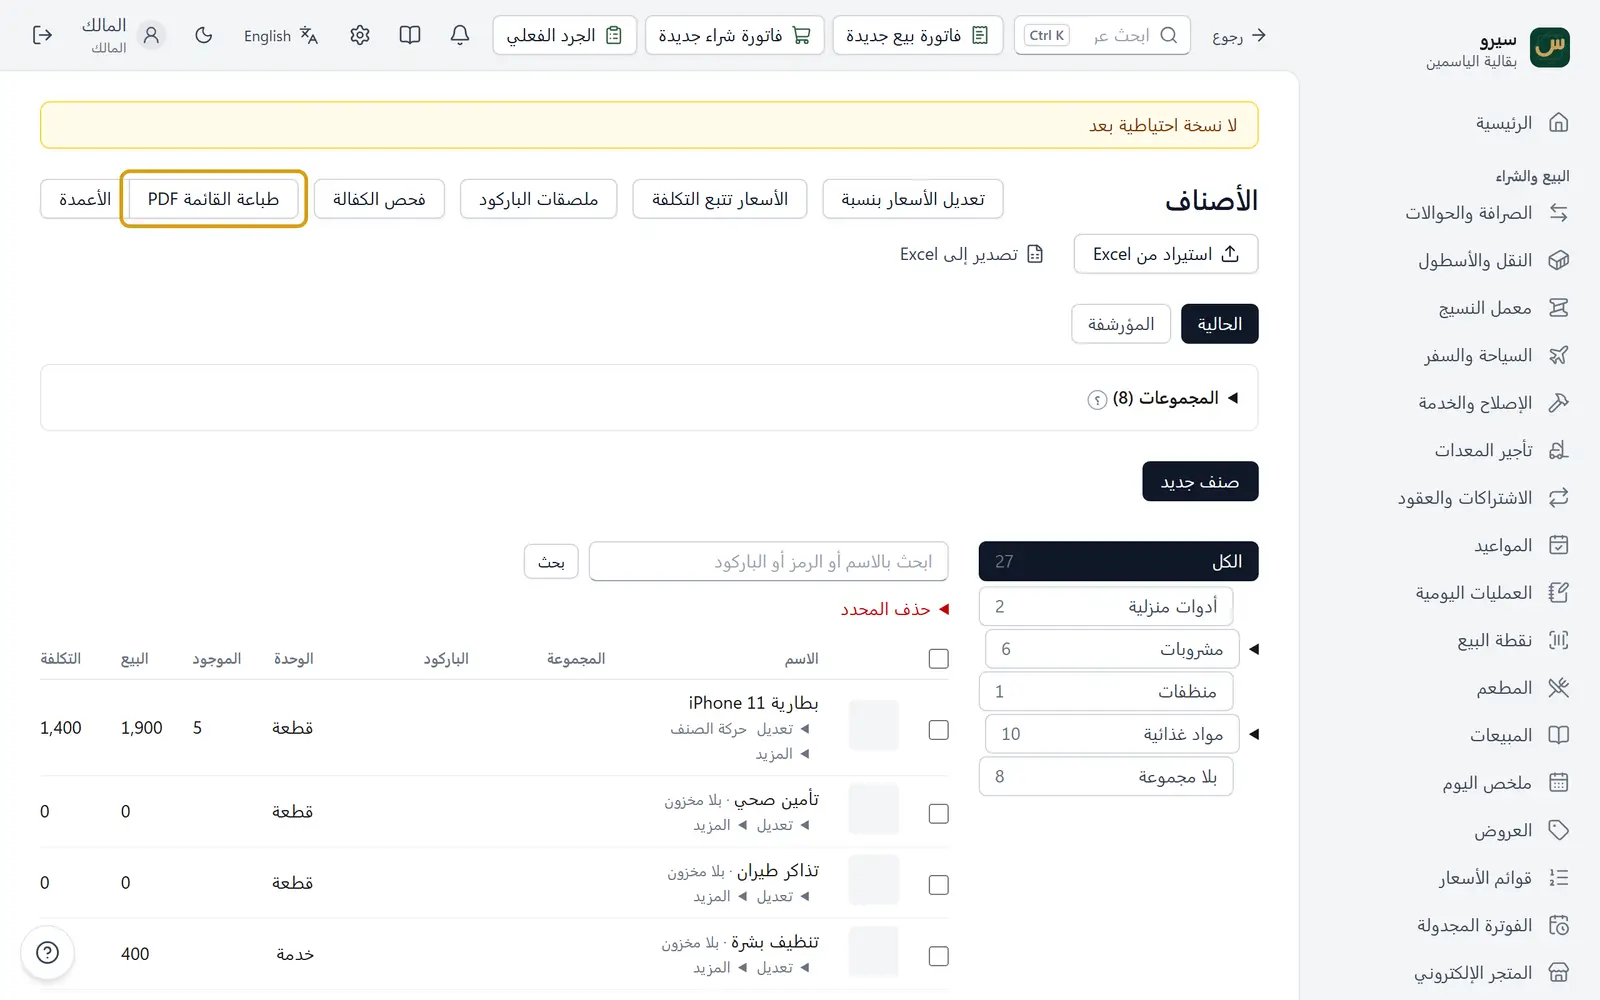 سيرو
بقالية الياسمين
رجوع
ابحث عر Ctrl K
فاتورة بيع جديدة
فاتورة شراء جديدة
الجرد الفعلي
English
المالك
المالك
الرئيسية
البيع والشراء
الصرافة والحوالات
النقل والأسطول
معمل النسيج
السياحة والسفر
الإصلاح والخدمة
تأجير المعدات
الاشتراكات والعقود
المواعيد
العمليات اليومية
نقطة البيع
المطعم
المبيعات
ملخص اليوم
العروض
قوائم الأسعار
الفوترة المجدولة
المتجر الإلكتروني
لا نسخة احتياطية بعد
الأصناف
تعديل الأسعار بنسبة
الأسعار تتبع التكلفة
ملصقات الباركود
فحص الكفالة
طباعة القائمة PDF
الأعمدة
استيراد من Excel
تصدير إلى Excel
الحالية
المؤرشفة
المجموعات (8) ؟
صنف جديد
الكل 27
أدوات منزلية 2
مشروبات 6
منظفات 1
مواد غذائية 10
بلا مجموعة 8
ابحث بالاسم أو الرمز أو الباركود
بحث
حذف المحدد
الاسم المجموعة الباركود الوحدة الموجود البيع التكلفة
بطارية iPhone 11 قطعة 5 1,900 1,400
تعديل حركة الصنف
المزيد
تأمين صحي · بلا مخزون قطعة 0 0
تعديل المزيد
تذاكر طيران · بلا مخزون قطعة 0 0
تعديل المزيد
تنظيف بشرة · بلا مخزون خدمة 400
تعديل المزيد